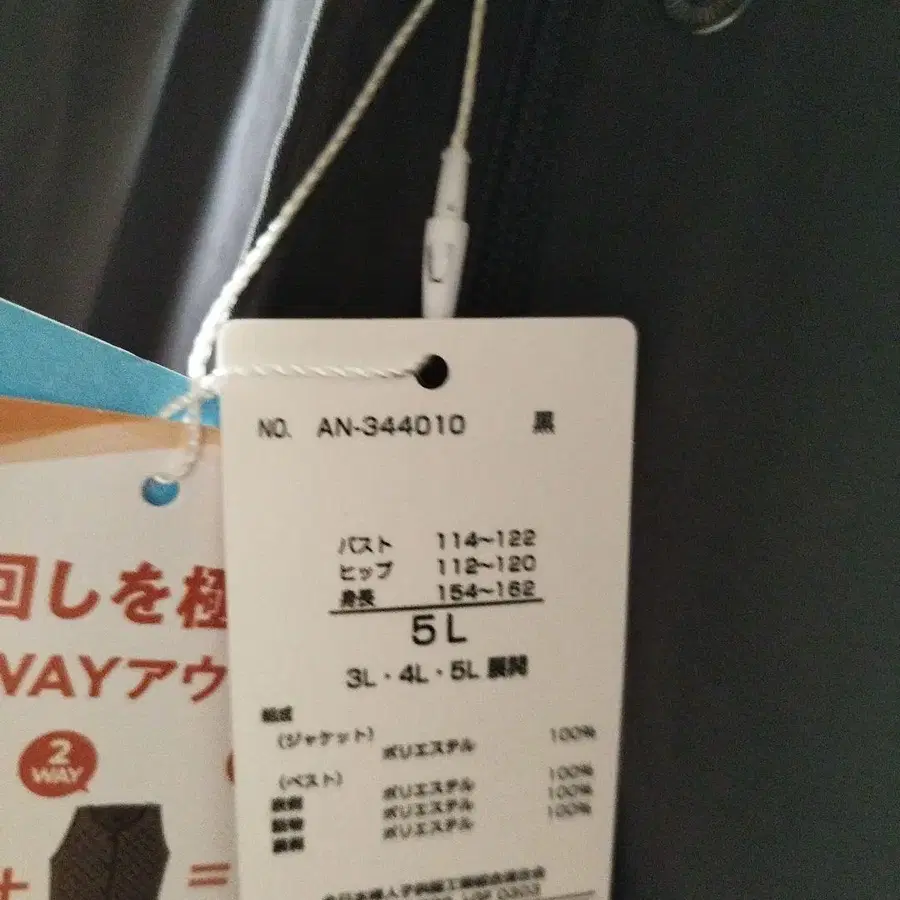 NO. AN-344010 黒
バスト 114~122
ヒップ 112~120
身長 154~162
5L
3L・4L・5L 展開
組成
(ジャケット)
ポリエステル 100%
(ベスト)
ポリエステル 100%
ポリエステル 100%
ポリエステル 100%
回しを極
WAYアウ
2
WAY
+
=